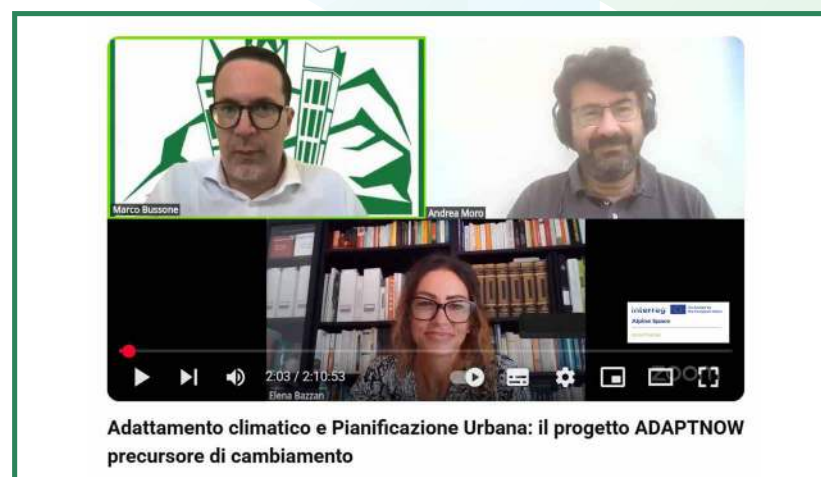 Marco Bussone
Andrea Moro
Interreg
Alpine Space
2:03 / 2:10:53
zoom
Elena Bazzan
Adattamento climatico e Pianificazione Urbana: il progetto ADAPTNOW
precursore di cambiamento